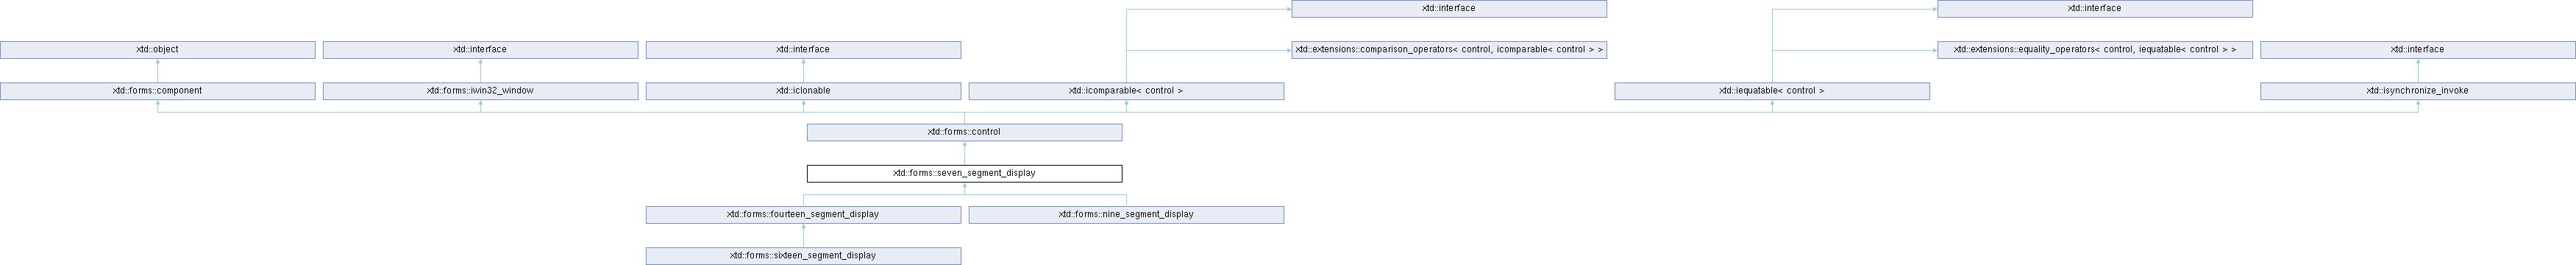 xtd::interface
xtd::interface
xtd::object
xtd::interface
xtd::interface
xtd::extensions::comparison_operators< control, icomparable< control > >
xtd::extensions::equality_operators< control, iequatable< control > >
xtd::interface
xtd::forms::component
xtd::forms::iwin32_window
xtd::iclonable
xtd::icomparable< control >
xtd::iequatable< control >
xtd::isynchronize_invoke
xtd::forms::control
xtd::forms::seven_segment_display
xtd::forms::fourteen_segment_display
xtd::forms::nine_segment_display
xtd::forms::sixteen_segment_display